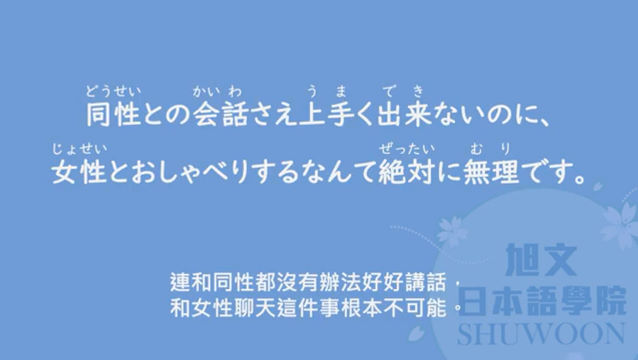 どうせい かいわ うま でき
同性との会話さえ上手く出来ないのに、
じょせい ぜったい むり
女性とおしゃべりするなんて絶対に無理です。
連和同性都沒有辦法好好講話，
和女性聊天這件事根本不可能。
旭文
日本語學院
SHUWOON